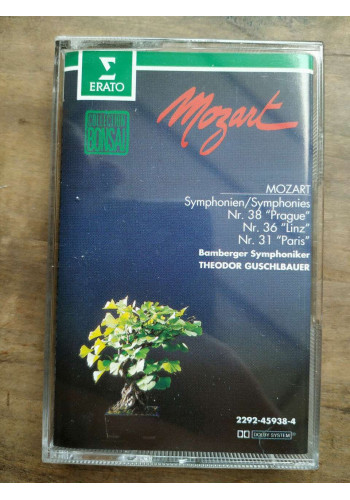 ERATO
Mozart
COLLECTION
BONSAI
MOZART
Symphonien/Symphonies
Nr. 38 "Prague"
Nr. 36 "Linz"
Nr. 31 "Paris"
Bamberger Symphoniker
THEODOR GUSCHLBAUER
2292-45938-4
DOLBY SYSTEM